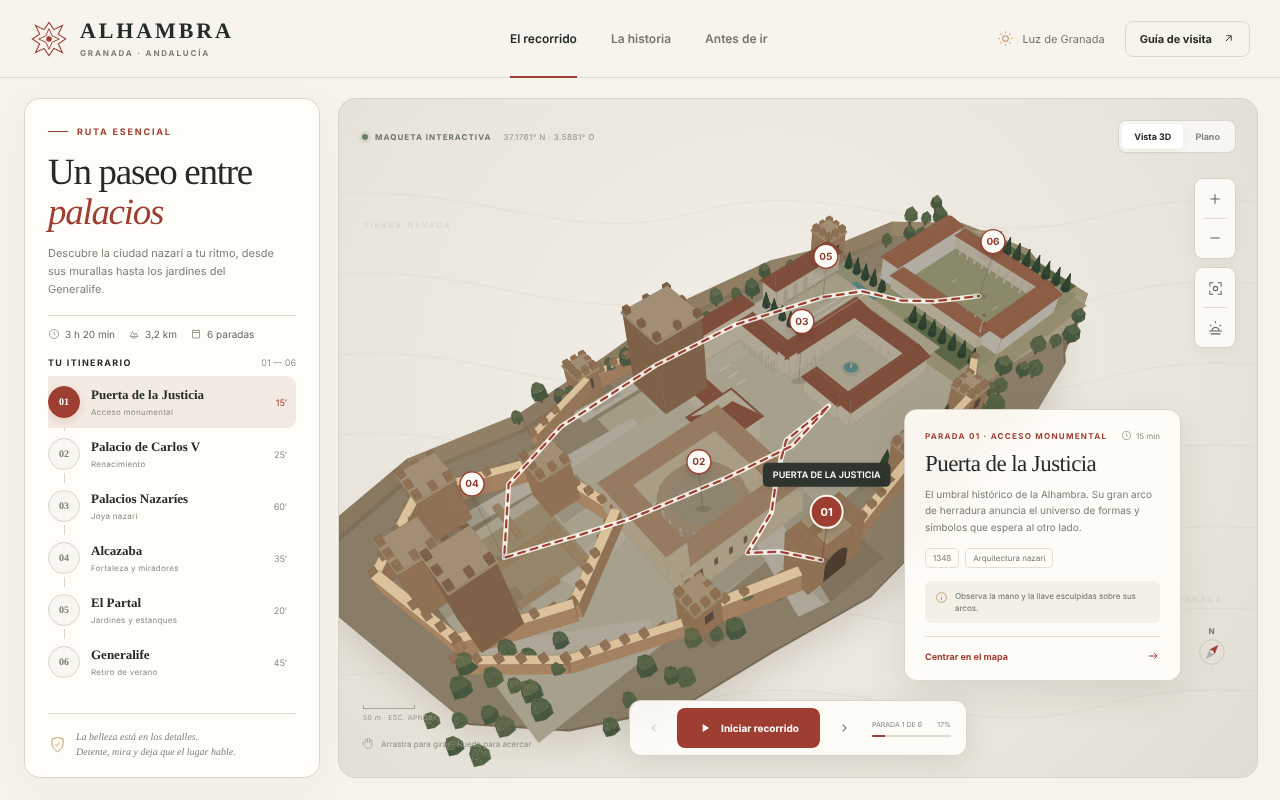 ALHAMBRA
GRANADA · ANDALUCÍA
El recorrido
La historia
Antes de ir
Luz de Granada
Guía de visita
RUTA ESENCIAL
Un paseo entre
palacios
Descubre la ciudad nazarí a tu ritmo, desde
sus murallas hasta los jardines del
Generalife.
3 h 20 min
3,2 km
6 paradas
TU ITINERARIO
01 — 06
01
Puerta de la Justicia
Acceso monumental
15′
02
Palacio de Carlos V
Renacimiento
25′
03
Palacios Nazaríes
Joya nazarí
60′
04
Alcazaba
Fortaleza y miradores
35′
05
El Partal
Jardines y estanques
20′
06
Generalife
Retiro de verano
45′
La belleza está en los detalles.
Detente, mira y deja que el lugar hable.
MAQUETA INTERACTIVA
37.1761° N · 3.5881° O
Vista 3D
Plano
SIERRA NEVADA
05
06
03
02
04
PUERTA DE LA JUSTICIA
01
PARADA 01 · ACCESO MONUMENTAL
15 min
Puerta de la Justicia
El umbral histórico de la Alhambra. Su gran arco
de herradura anuncia el universo de formas y
símbolos que espera al otro lado.
1348
Arquitectura nazarí
Observa la mano y la llave esculpidas sobre sus
arcos.
Centrar en el mapa
N
50 m · ESC.
Arrastra para
para acercar
Iniciar recorrido
PARADA 1 DE 6
17%